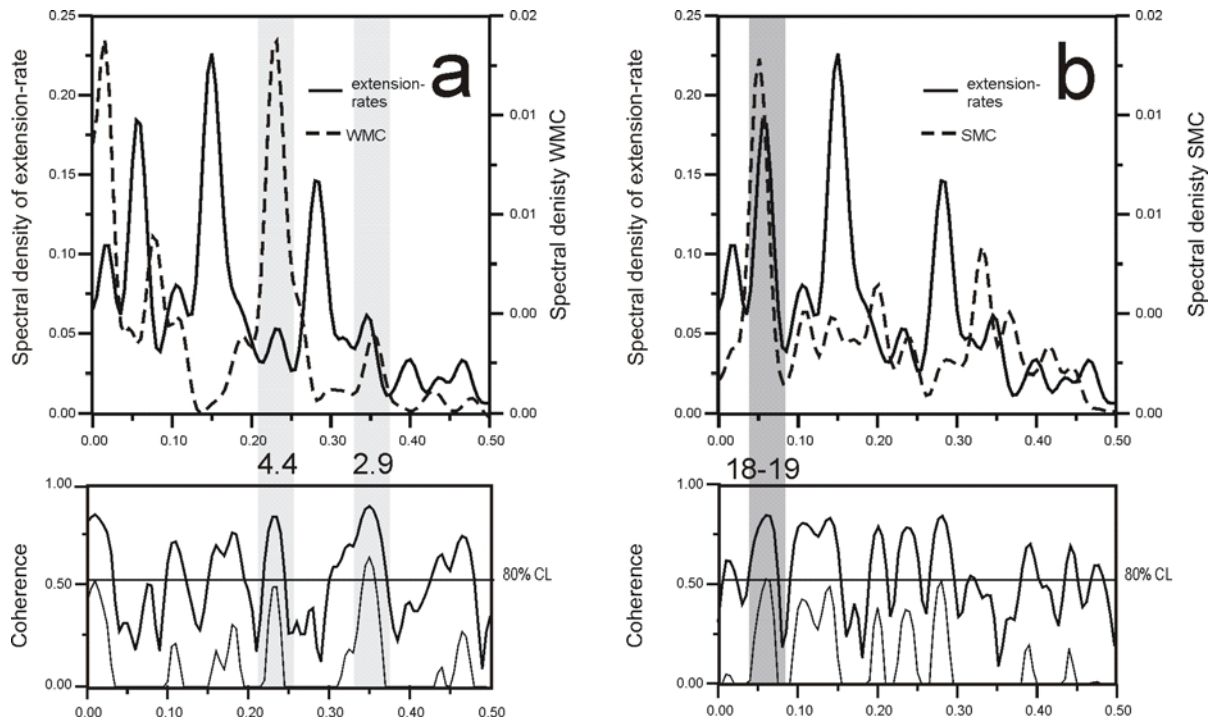 a
Spectral density of extension-rate
0.25
0.20
0.15
0.10
0.05
0.00
extension-
rates
WMC
0.02
0.01
0.01
0.00
0.00
Spectral denisty WMC
0.00 0.10 0.20 0.30 0.40 0.50
4.4 2.9
Coherence
1.00
0.50
0.00
80% CL
0.00 0.10 0.20 0.30 0.40 0.50
b
Spectral density of extension-rate
0.25
0.20
0.15
0.10
0.05
0.00
extension-
rates
SMC
0.02
0.01
0.01
0.00
0.00
Spectral denisty SMC
0.00 0.10 0.20 0.30 0.40 0.50
18-19
Coherence
1.00
0.50
0.00
80% CL
0.00 0.10 0.20 0.30 0.40 0.50